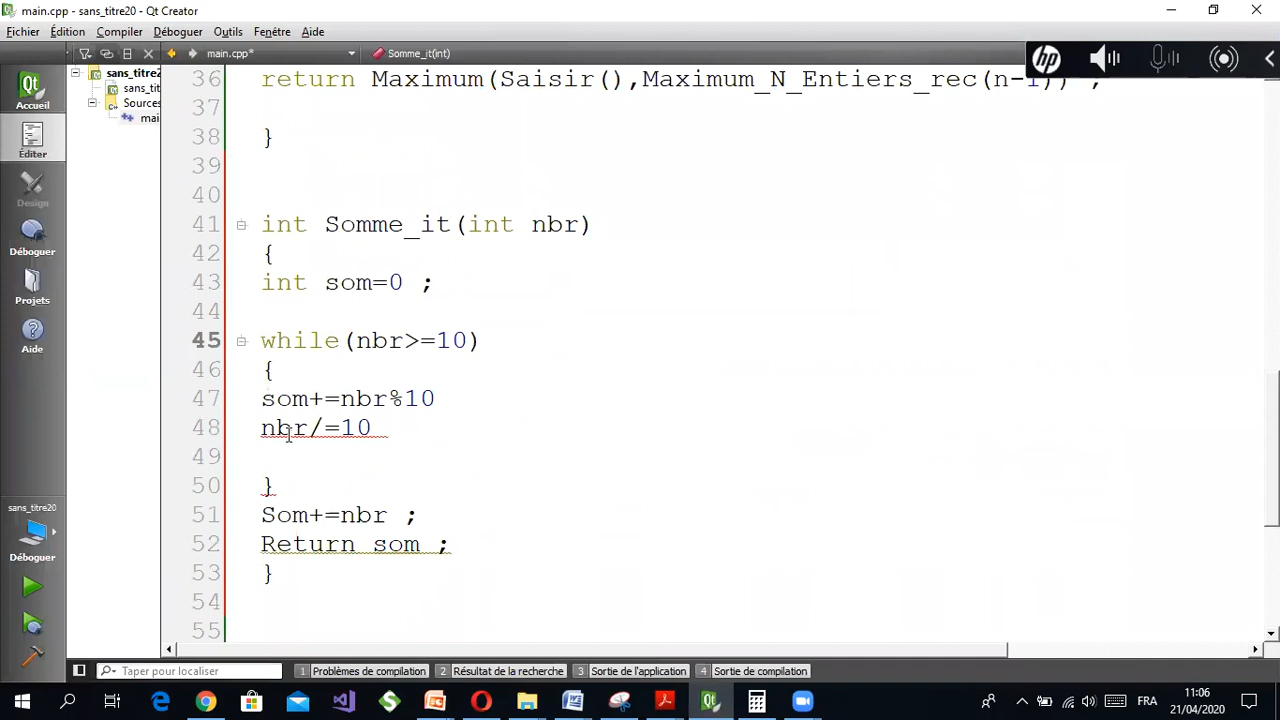 main.cpp - sans_titre20 - Qt Creator
Fichier Édition Compiler Déboguer Outils Fenêtre Aide
main.cpp* Somme_it(int)
hp
Qt
Accueil
Éditer
Design
Déboguer
Projets
Aide
sans_titre20
Déboguer
sans_titre2
sans_tit
Sources
mai
36 return Maximum(Saisir(),Maximum_N_Entiers_rec(n-1)) ;
37
38 }
39
40
41 int Somme_it(int nbr)
42 {
43 int som=0 ;
44
45 while(nbr>=10)
46 {
47 som+=nbr%10
48 nbr/=10
49
50 }
51 Som+=nbr ;
52 Return som ;
53 }
54
55
Taper pour localiser 1 Problèmes de compilation 2 Résultat de la recherche 3 Sortie de l'application 4 Sortie de compilation
FRA 11:06
21/04/2020